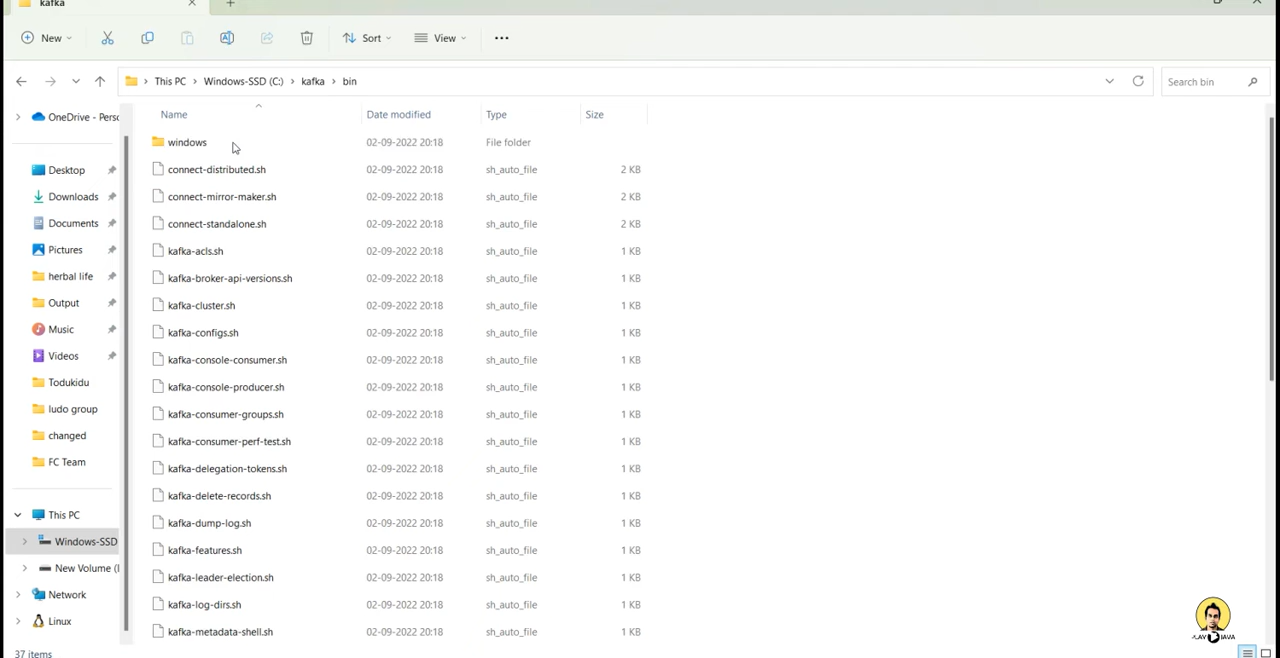 kafka
New
Sort
View
This PC > Windows-SSD (C:) > kafka > bin
Search bin
Name Date modified Type Size
OneDrive - Perso
Desktop
Downloads
Documents
Pictures
herbal life
Output
Music
Videos
Todukidu
ludo group
changed
FC Team
This PC
Windows-SSD
New Volume (
Network
Linux
windows 02-09-2022 20:18 File folder
connect-distributed.sh 02-09-2022 20:18 sh_auto_file 2 KB
connect-mirror-maker.sh 02-09-2022 20:18 sh_auto_file 2 KB
connect-standalone.sh 02-09-2022 20:18 sh_auto_file 2 KB
kafka-acls.sh 02-09-2022 20:18 sh_auto_file 1 KB
kafka-broker-api-versions.sh 02-09-2022 20:18 sh_auto_file 1 KB
kafka-cluster.sh 02-09-2022 20:18 sh_auto_file 1 KB
kafka-configs.sh 02-09-2022 20:18 sh_auto_file 1 KB
kafka-console-consumer.sh 02-09-2022 20:18 sh_auto_file 1 KB
kafka-console-producer.sh 02-09-2022 20:18 sh_auto_file 1 KB
kafka-consumer-groups.sh 02-09-2022 20:18 sh_auto_file 1 KB
kafka-consumer-perf-test.sh 02-09-2022 20:18 sh_auto_file 1 KB
kafka-delegation-tokens.sh 02-09-2022 20:18 sh_auto_file 1 KB
kafka-delete-records.sh 02-09-2022 20:18 sh_auto_file 1 KB
kafka-dump-log.sh 02-09-2022 20:18 sh_auto_file 1 KB
kafka-features.sh 02-09-2022 20:18 sh_auto_file 1 KB
kafka-leader-election.sh 02-09-2022 20:18 sh_auto_file 1 KB
kafka-log-dirs.sh 02-09-2022 20:18 sh_auto_file 1 KB
kafka-metadata-shell.sh 02-09-2022 20:18 sh_auto_file 1 KB
37 items